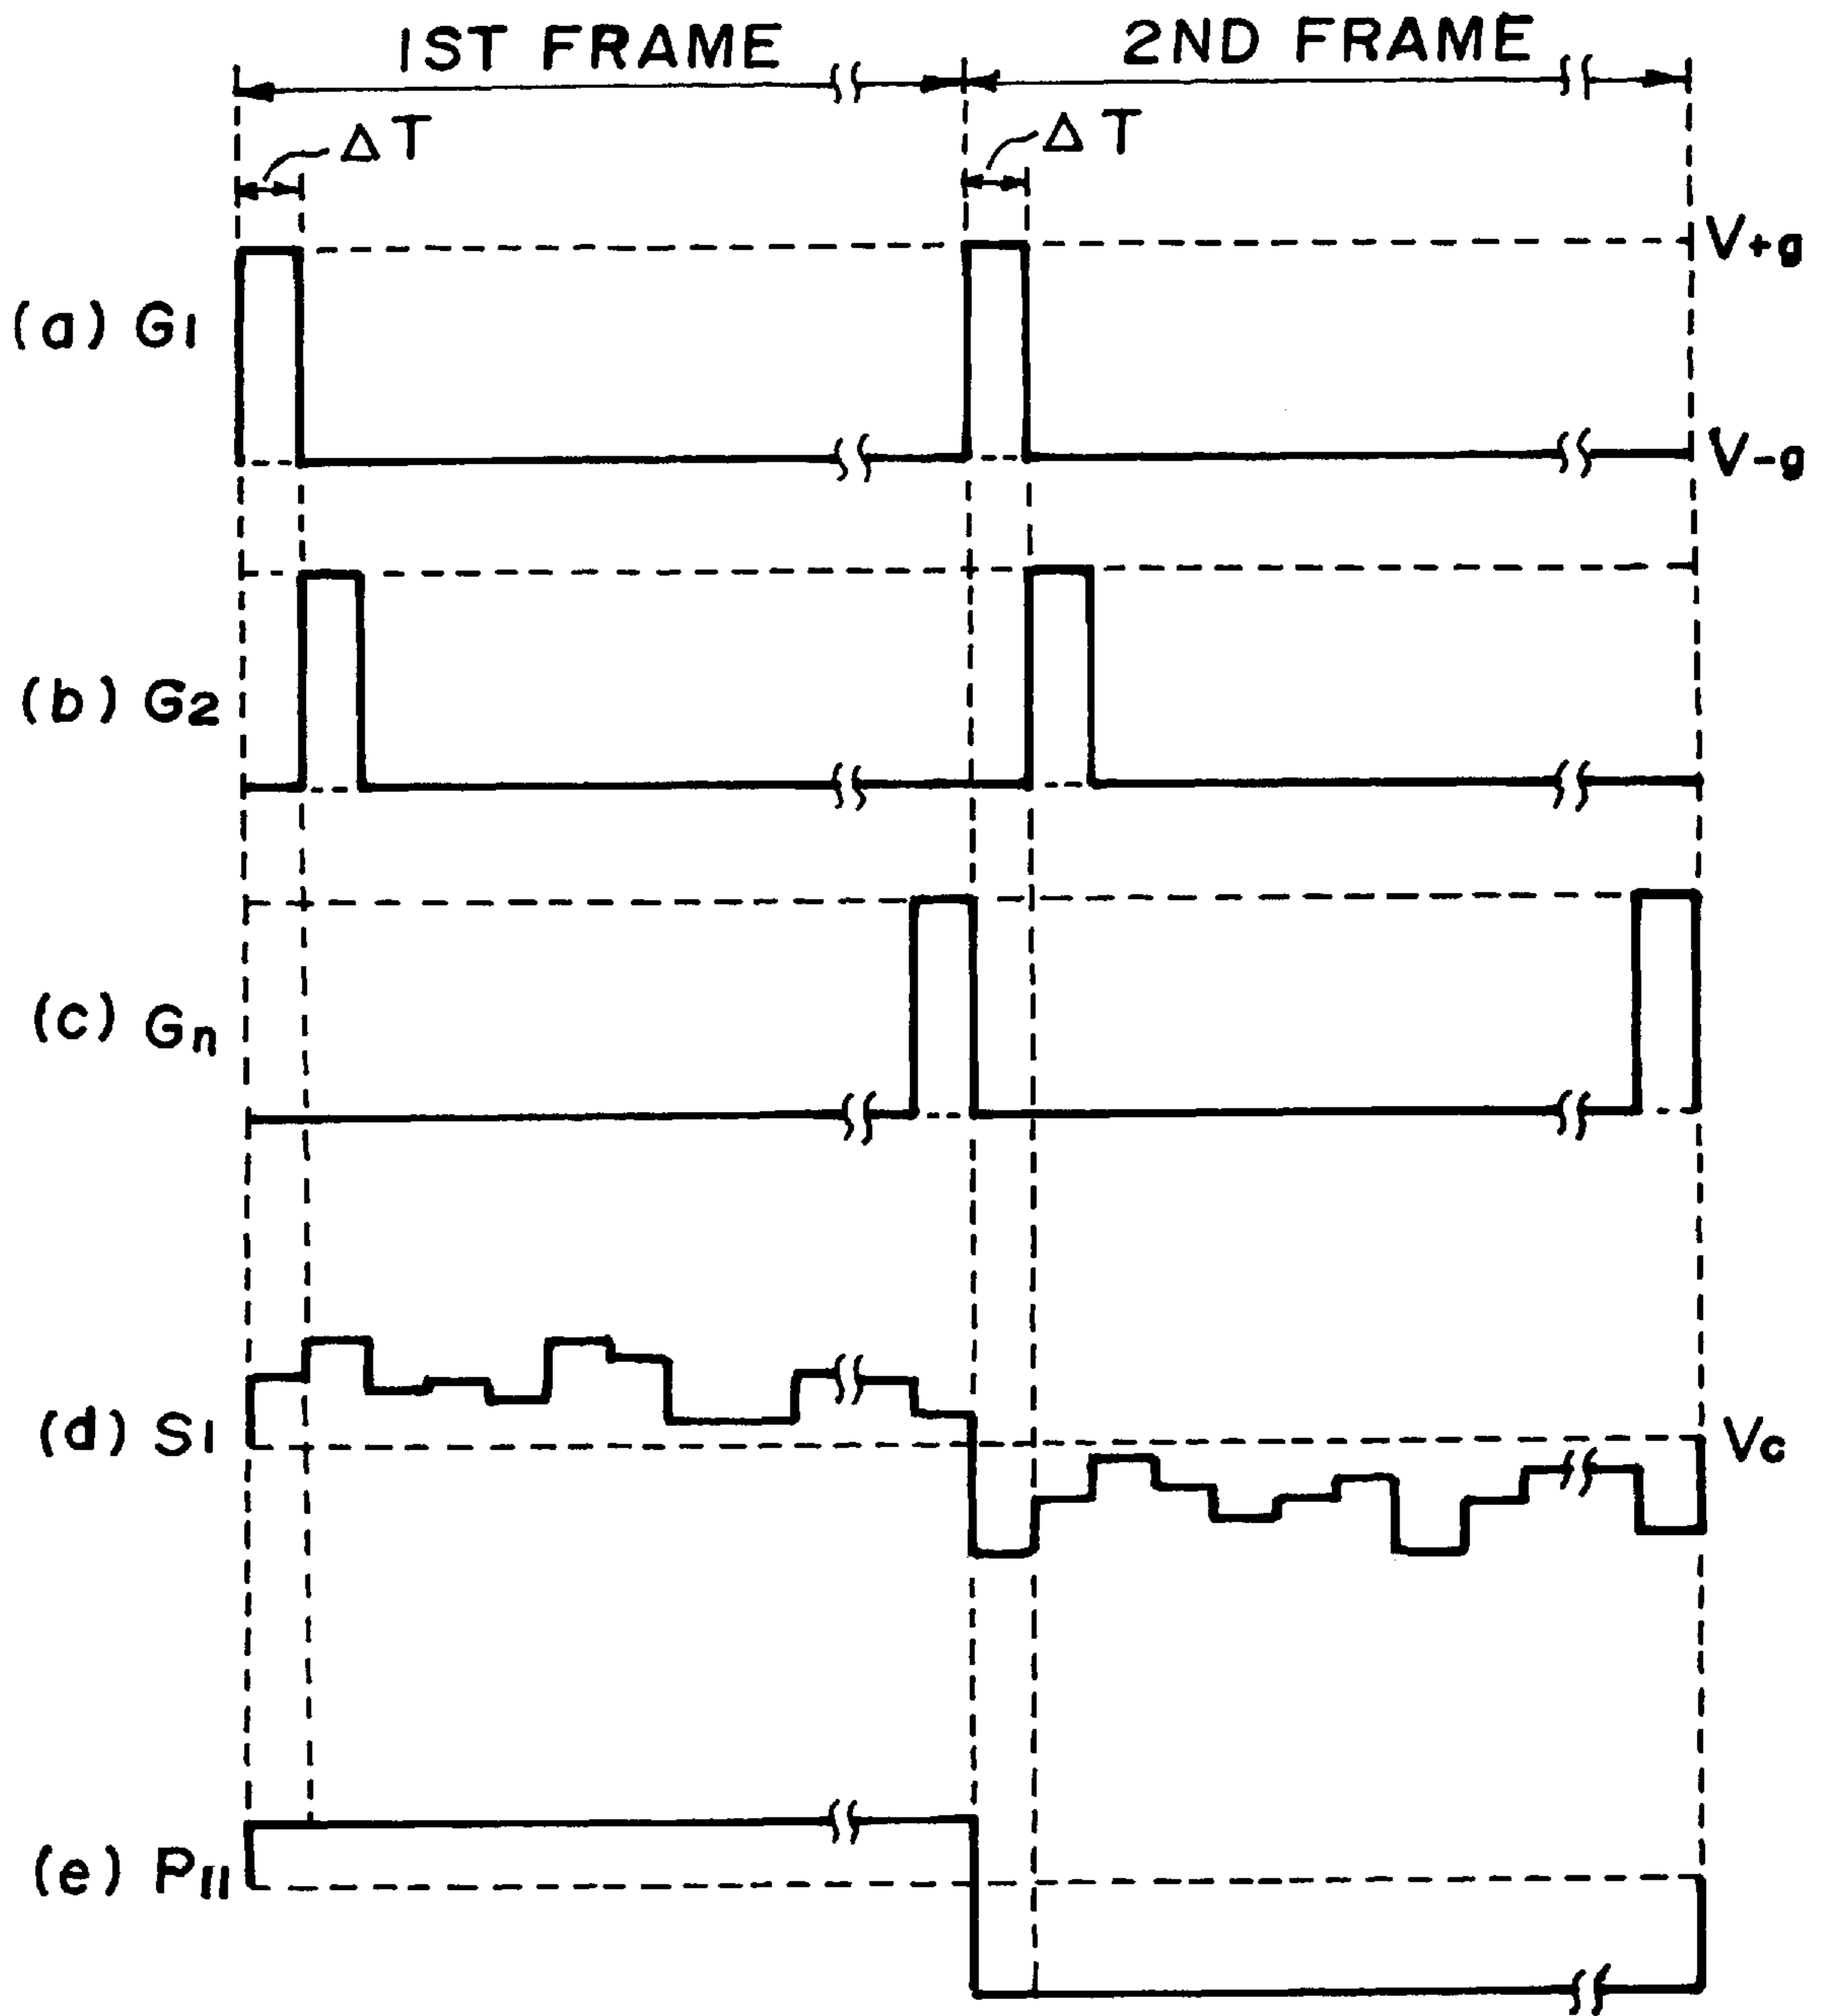 1ST FRAME 2ND FRAME
ΔT ΔT
V+g
(a) G1
V-g
(b) G2
(c) Gn
(d) S1 Vc
(e) P11